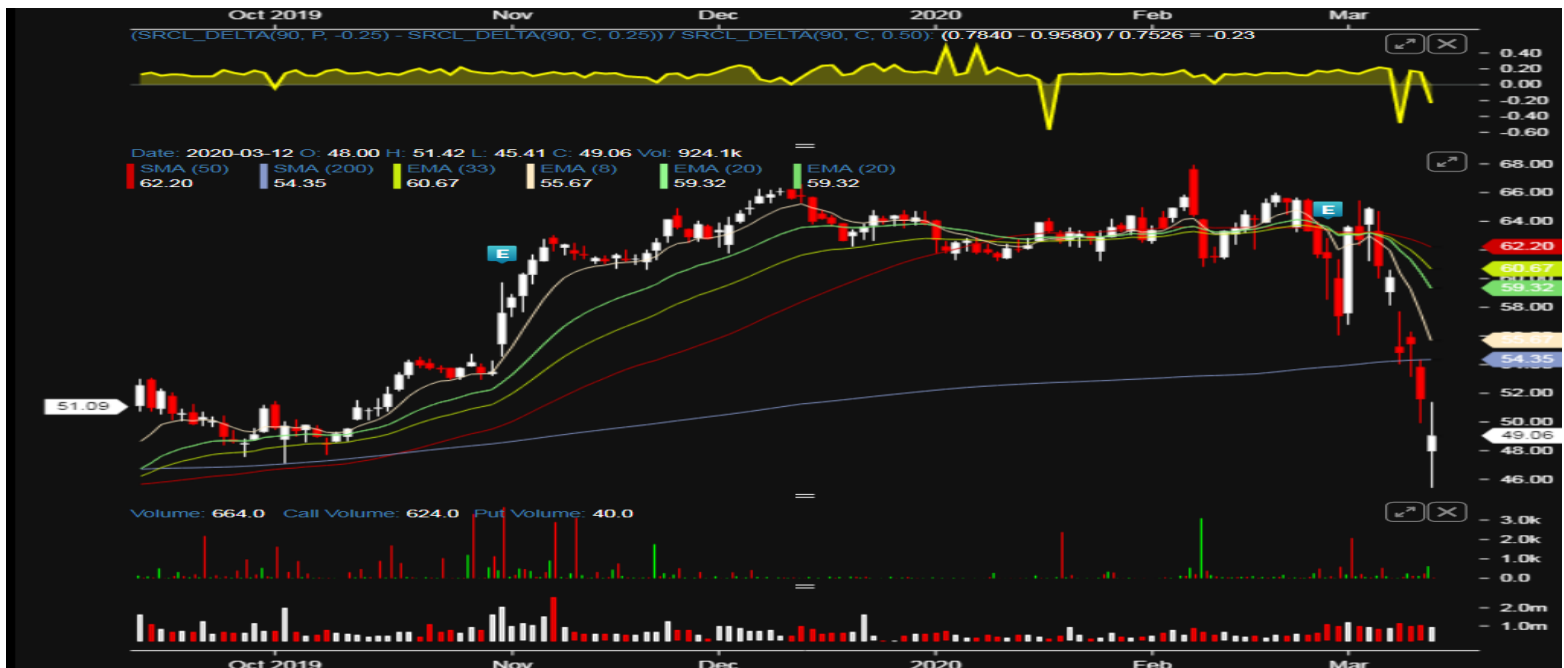 Oct 2019 Nov Dec 2020 Feb Mar
(SRCL_DELTA(90, P, -0.25) - SRCL_DELTA(90, C, 0.25)) / SRCL_DELTA(90, C, 0.50): (0.7840 - 0.9580) / 0.7526 = -0.23
0.40
0.20
0.00
-0.20
-0.40
-0.60
Date: 2020-03-12 O: 48.00 H: 51.42 L: 45.41 C: 49.06 Vol: 924.1k
SMA (50) SMA (200) EMA (33) EMA (8) EMA (20) EMA (20)
62.20 54.35 60.67 55.67 59.32 59.32
68.00
66.00
64.00
E
E
62.20
60.67
59.32
58.00
55.67
54.35
52.00
51.09
50.00
49.06
48.00
46.00
Volume: 664.0 Call Volume: 624.0 Put Volume: 40.0
3.0k
2.0k
1.0k
0.0
2.0m
1.0m
Oct 2019 Nov Dec 2020 Feb Mar